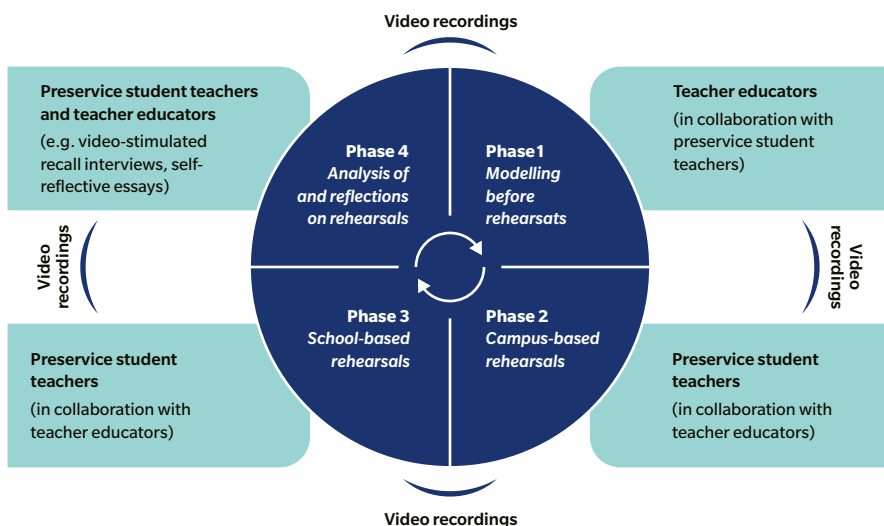 Video recordings
Preservice student teachers
and teacher educators
(e.g. video-stimulated
recall interviews, self-
reflective essays)
Phase 4
Analysis of
and reflections
on rehearsals
Phase1
Modelling
before
rehearsats
Teacher educators
(in collaboration with
preservice student
teachers)
Video
recordings
Video
recordings
Preservice student
teachers
(in collaboration with
teacher educators)
Phase 3
School-based
rehearsals
Phase 2
Campus-based
rehearsals
Preservice student
teachers
(in collaboration with
teacher educators)
Video recordings